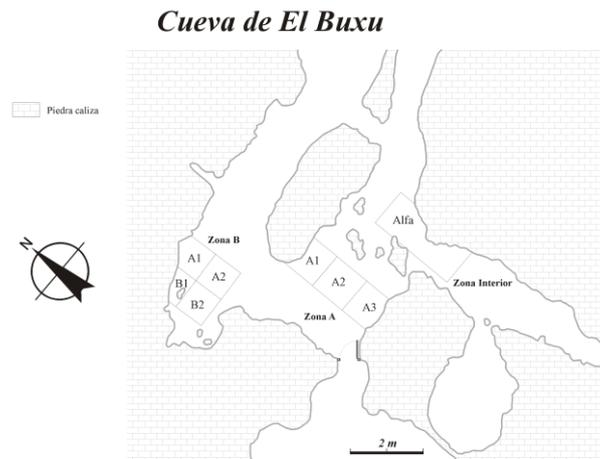 Cueva de El Buxu
Piedra caliza
N
Zona B
A1
A2
B1
B2
Alfa
A1
A2
A3
Zona A
Zona Interior
2 m